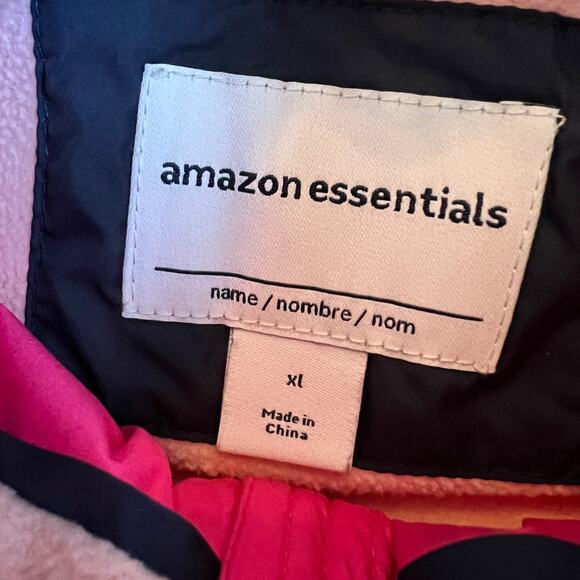 amazon essentials
name / nombre / nom
xl
Made in
China